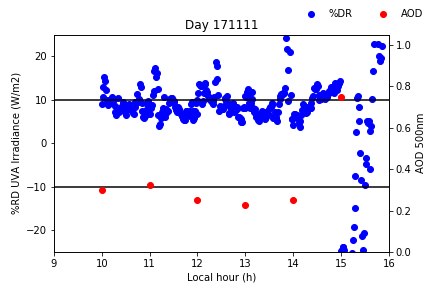 %DR AOD
Day 171111
%RD UVA Irradiance (W/m2)
20
10
0
−10
−20
1.0
0.8
0.6
0.4
0.2
0.0
AOD 500nm
9 10 11 12 13 14 15 16
Local hour (h)